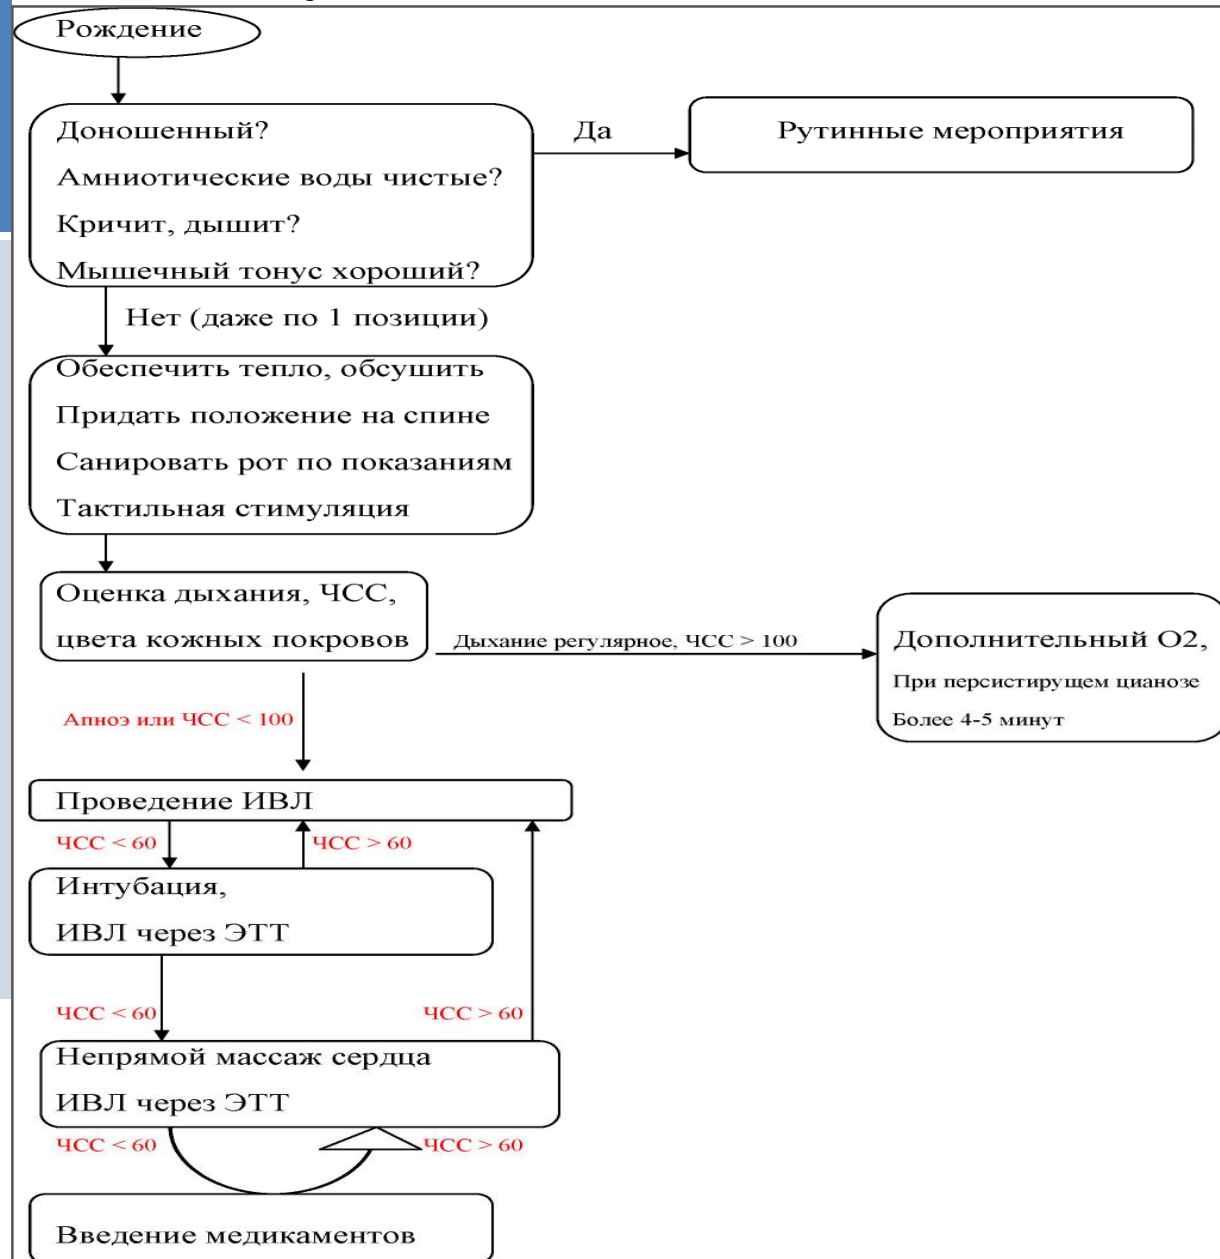 Рождение
Доношенный?
Амниотические воды чистые?
Кричит, дышит?
Мышечный тонус хороший?
Да
Рутинные мероприятия
Нет (даже по 1 позиции)
Обеспечить тепло, обсушить
Придать положение на спине
Санировать рот по показаниям
Тактильная стимуляция
Оценка дыхания, ЧСС,
цвета кожных покровов
Дыхание регулярное, ЧСС > 100
Дополнительный О2,
При персистирущем цианозе
Более 4-5 минут
Апноэ или ЧСС < 100
Проведение ИВЛ
ЧСС < 60
ЧСС > 60
Интубация,
ИВЛ через ЭТТ
ЧСС < 60
ЧСС > 60
Непрямой массаж сердца
ИВЛ через ЭТТ
ЧСС < 60
ЧСС > 60
Введение медикаментов